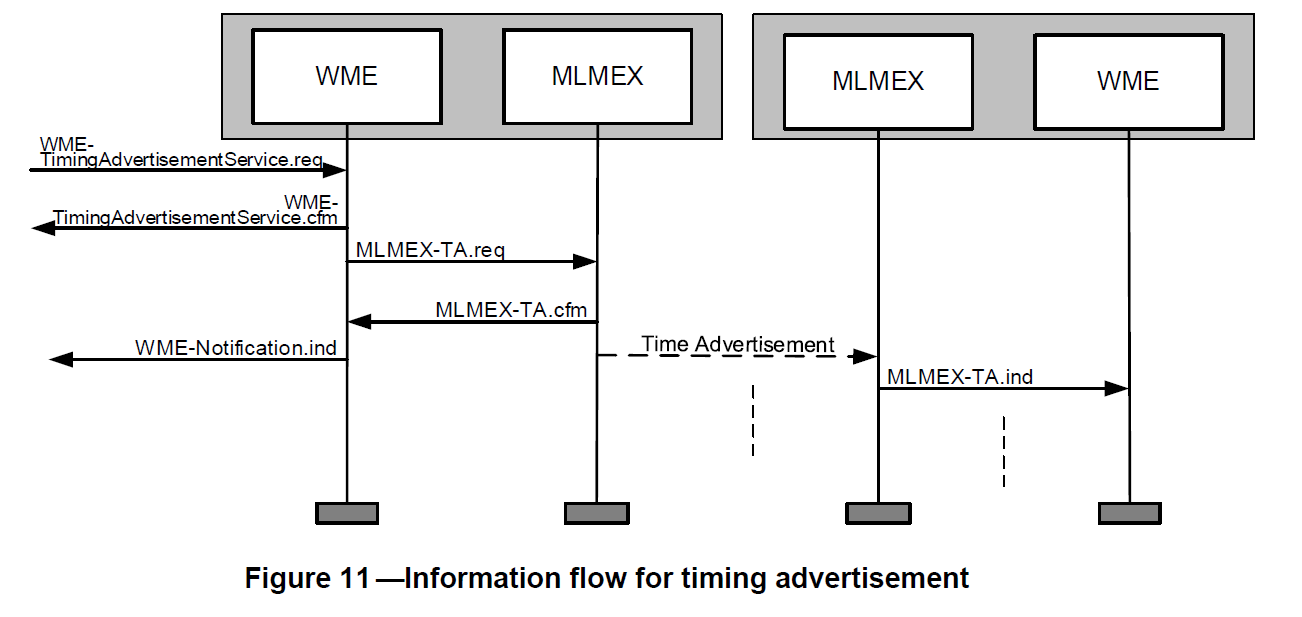 WME
MLMEX
MLMEX
WME
WME-
TimingAdvertisementService.req
WME-
TimingAdvertisementService.cfm
MLMEX-TA.req
MLMEX-TA.cfm
WME-Notification.ind
Time Advertisement
MLMEX-TA.ind
Figure 11—Information flow for timing advertisement